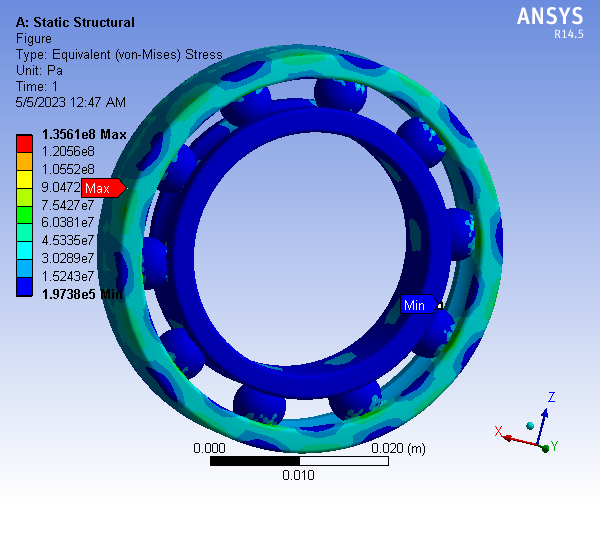 A: Static Structural
Figure
Type: Equivalent (von-Mises) Stress
Unit: Pa
Time: 1
5/5/2023 12:47 AM
ANSYS
R14.5
1.3561e8 Max
1.2056e8
1.0552e8
9.0472
7.5427e7
6.0381e7
4.5335e7
3.0289e7
1.5243e7
1.9738e5 Min
Max
Min
0.000
0.020 (m)
0.010
Z
X
Y